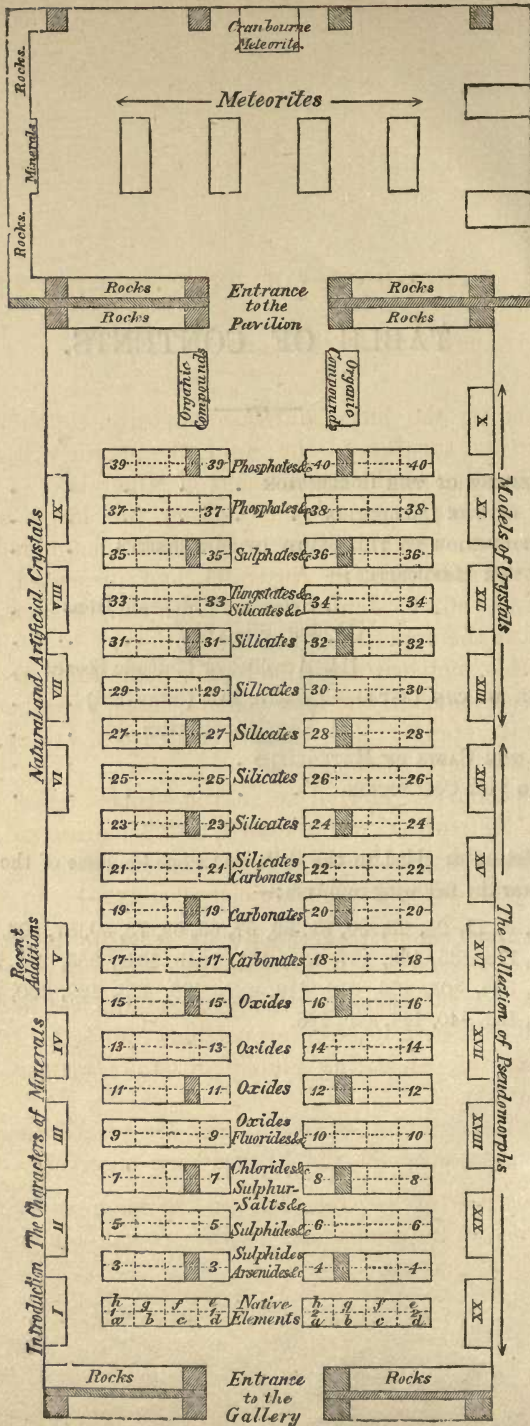 Cranbourne
Meteorite.
Rocks.
Minerals
Rocks.
Meteorites
Rocks
Rocks
Entrance
to the
Pavilion
Rocks
Rocks
Organic
Compounds
Organic
Compounds
39 39 Phosphates &c 40 40
37 37 Phosphates &c 38 38
35 35 Sulphates &c 36 36
33 33 Tungstates &c
Silicates &c 34 34
31 31 Silicates 32 32
29 29 Silicates 30 30
27 27 Silicates 28 28
25 25 Silicates 26 26
23 23 Silicates 24 24
21 21 Silicates
Carbonates 22 22
19 19 Carbonates 20 20
17 17 Carbonates 18 18
15 15 Oxides 16 16
13 13 Oxides 14 14
11 11 Oxides 12 12
9 9 Oxides
Fluorides &c 10 10
7 7 Chlorides &c
Sulphur-
-Salts &c 8 8
5 5 Sulphides 6 6
3 3 Sulphides
Arsenides &c 4 4
h g f e
1 1
a b c d
Native
Elements
h g f e
2 2
a b c d
Natural and Artificial Crystals
IX
VIII
VII
VI
Recent
Additions
V
The Characters of Minerals
IV
III
II
Introduction
I
Models of Crystals
X
XI
XII
XIII
The Collection of Pseudomorphs
XIV
XV
XVI
XVII
XVIII
XIX
XX
Rocks
Entrance
to the
Gallery
Rocks